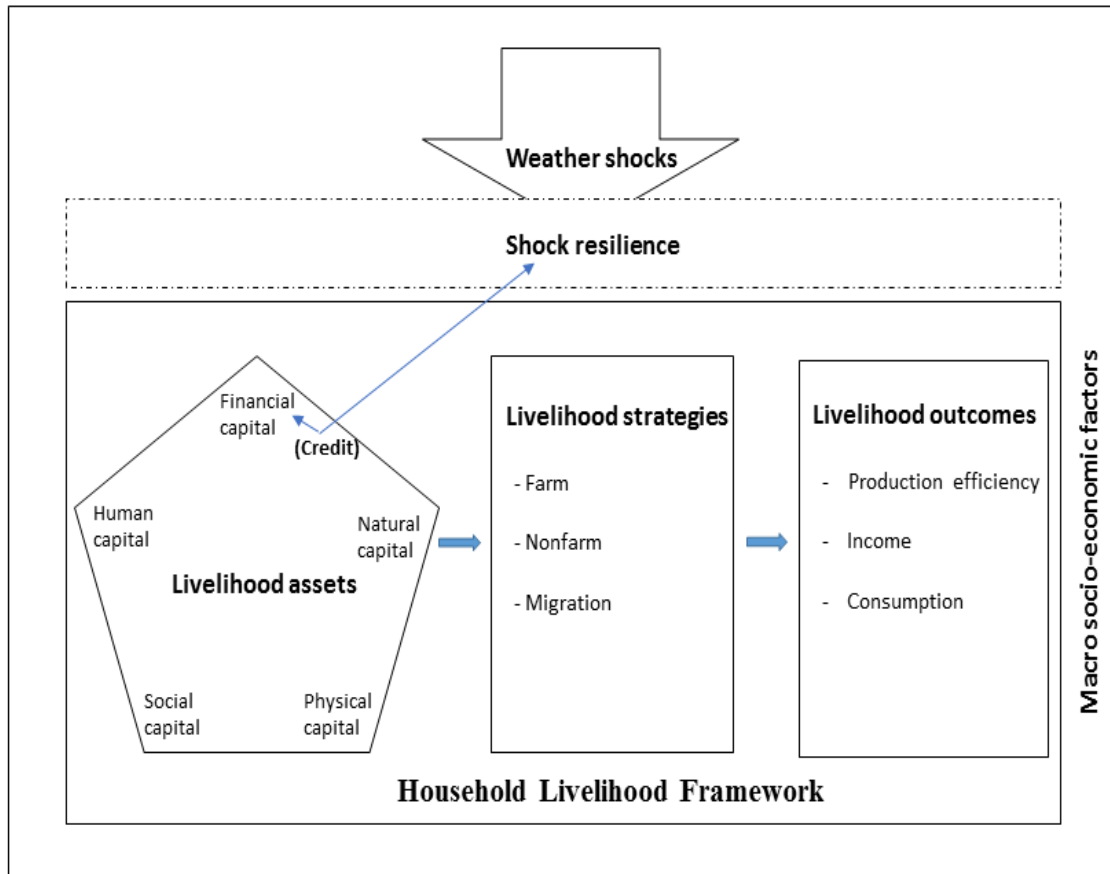 Weather shocks
Shock resilience
Financial
capital
(Credit)
Human
capital
Natural
capital
Livelihood assets
Social
capital
Physical
capital
Livelihood strategies
- Farm
- Nonfarm
- Migration
Livelihood outcomes
- Production efficiency
- Income
- Consumption
Household Livelihood Framework
Macro socio-economic factors